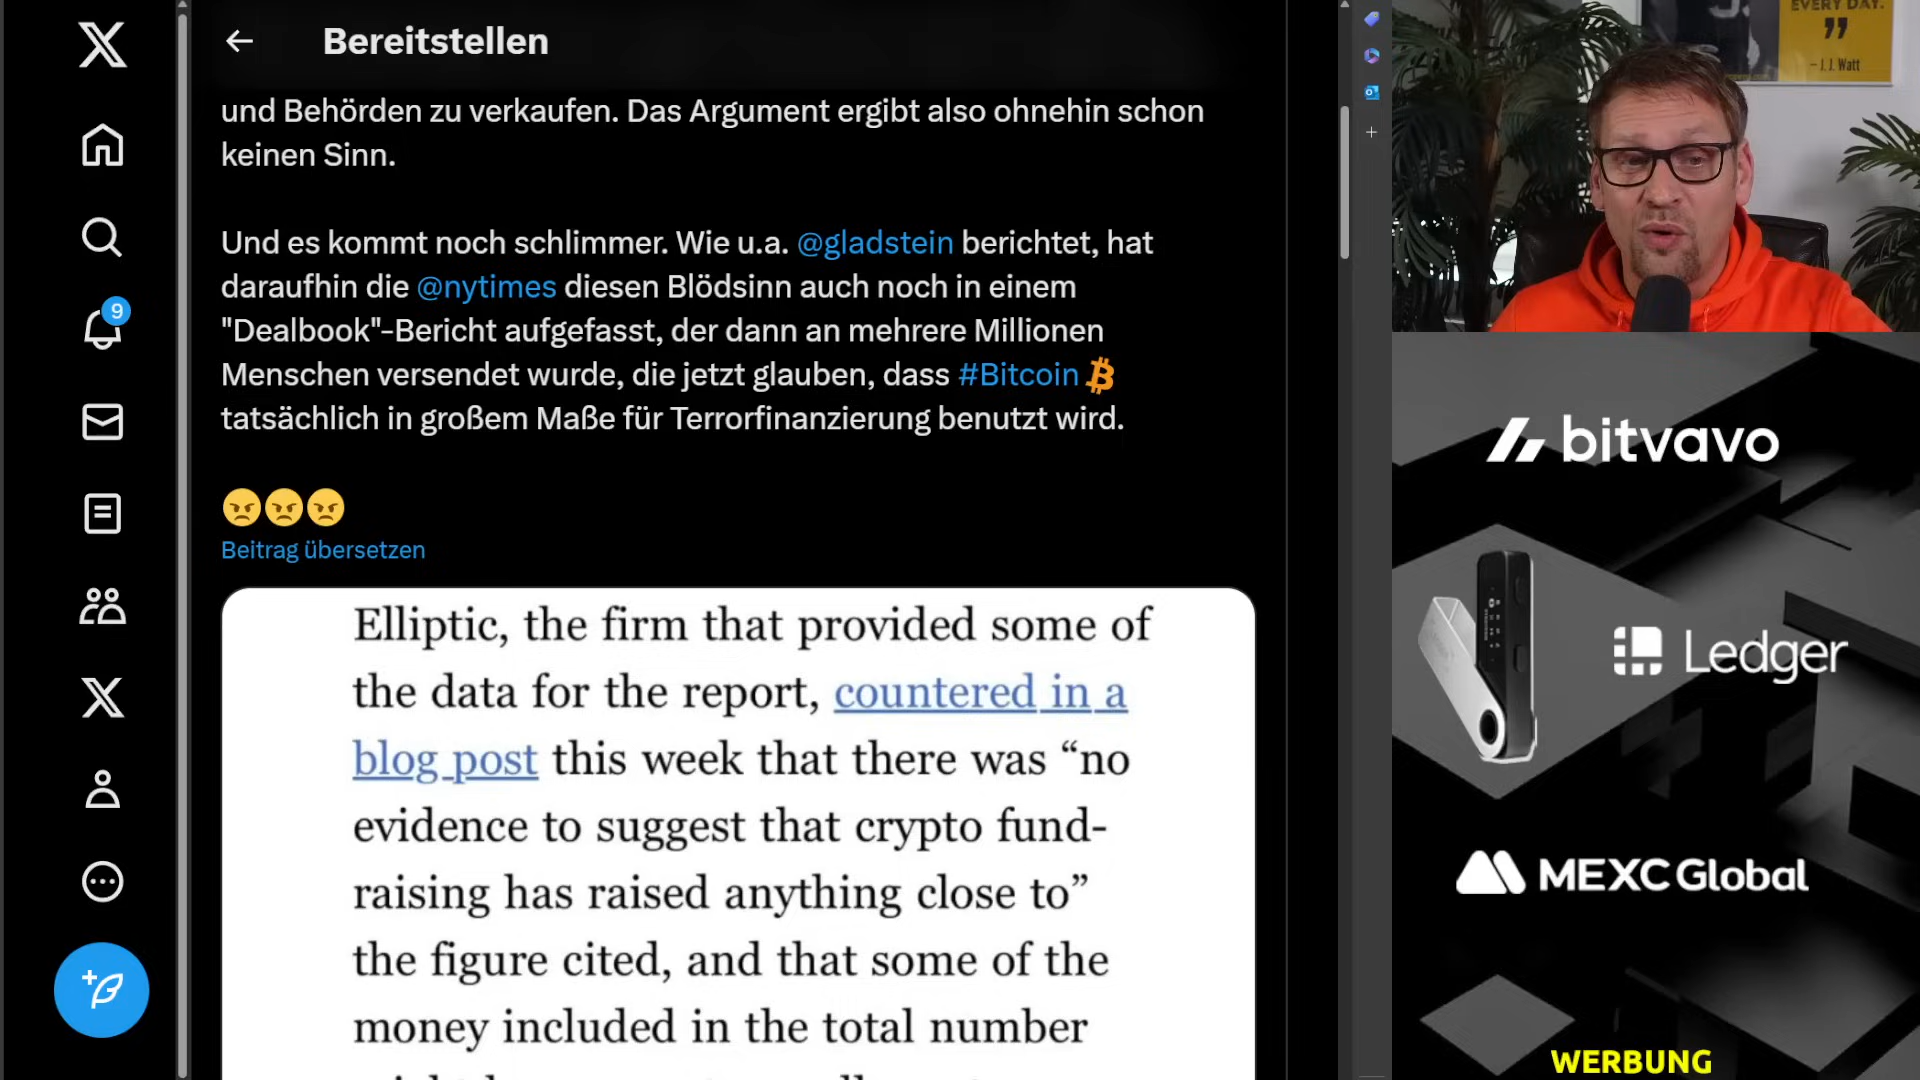 Bereitstellen
und Behörden zu verkaufen. Das Argument ergibt also ohnehin schon
keinen Sinn.
Und es kommt noch schlimmer. Wie u.a. @gladstein berichtet, hat
daraufhin die @nytimes diesen Blödsinn auch noch in einem
"Dealbook"-Bericht aufgefasst, der dann an mehrere Millionen
Menschen versendet wurde, die jetzt glauben, dass #Bitcoin
tatsächlich in großem Maße für Terrorfinanzierung benutzt wird.
Beitrag übersetzen
Elliptic, the firm that provided some of
the data for the report, countered in a
blog post this week that there was “no
evidence to suggest that crypto fund-
raising has raised anything close to”
the figure cited, and that some of the
money included in the total number
9
EVERY DAY.
”
– J.J. Watt
bitvavo
Ledger
MEXC Global
WERBUNG